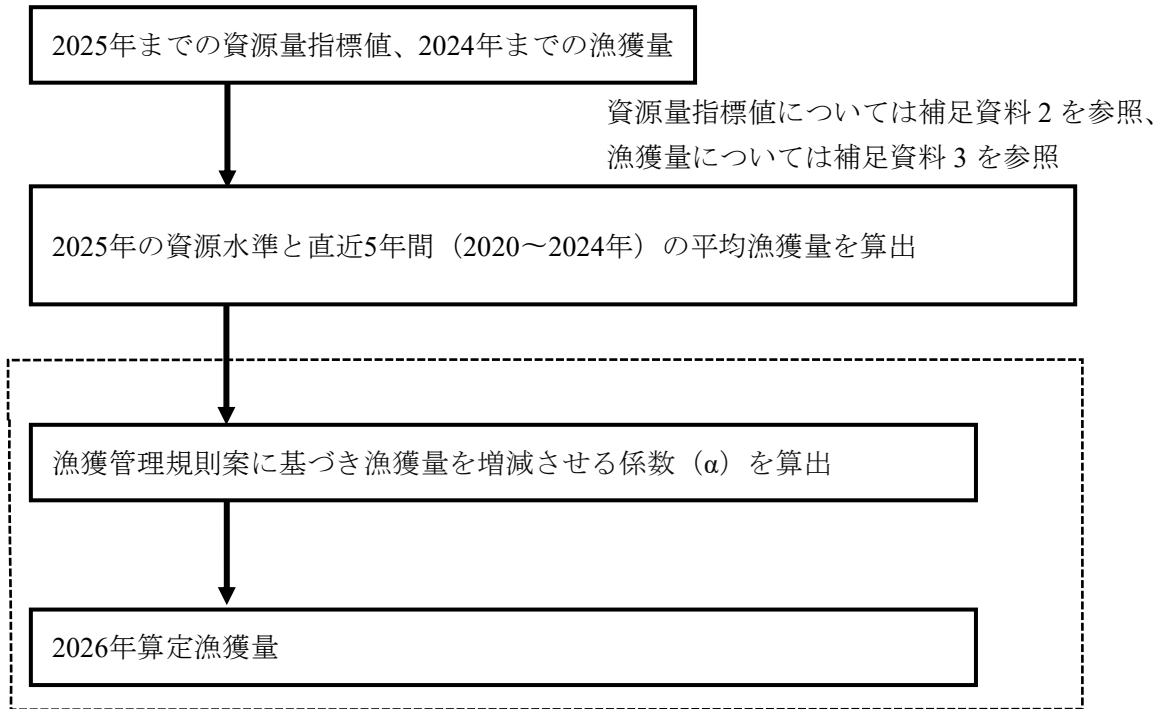 2025年までの資源量指標値、2024年までの漁獲量
資源量指標値については補足資料 2 を参照、
漁獲量については補足資料 3 を参照
2025年の資源水準と直近5年間（2020～2024年）の平均漁獲量を算出
漁獲管理規則案に基づき漁獲量を増減させる係数（α）を算出
2026年算定漁獲量